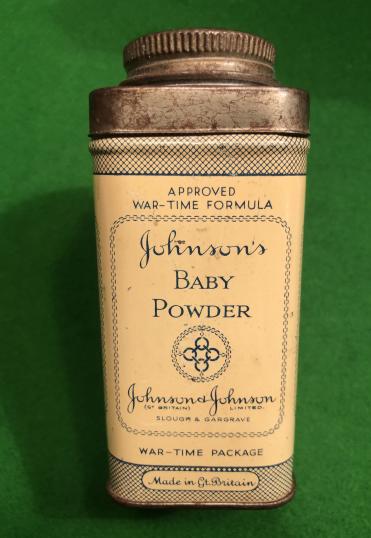 APPROVED
WAR-TIME FORMULA
Johnson's
BABY
POWDER
Johnson & Johnson
(GT BRITAIN) LIMITED.
SLOUGH & GARGRAVE
WAR-TIME PACKAGE
Made in Gt. Britain